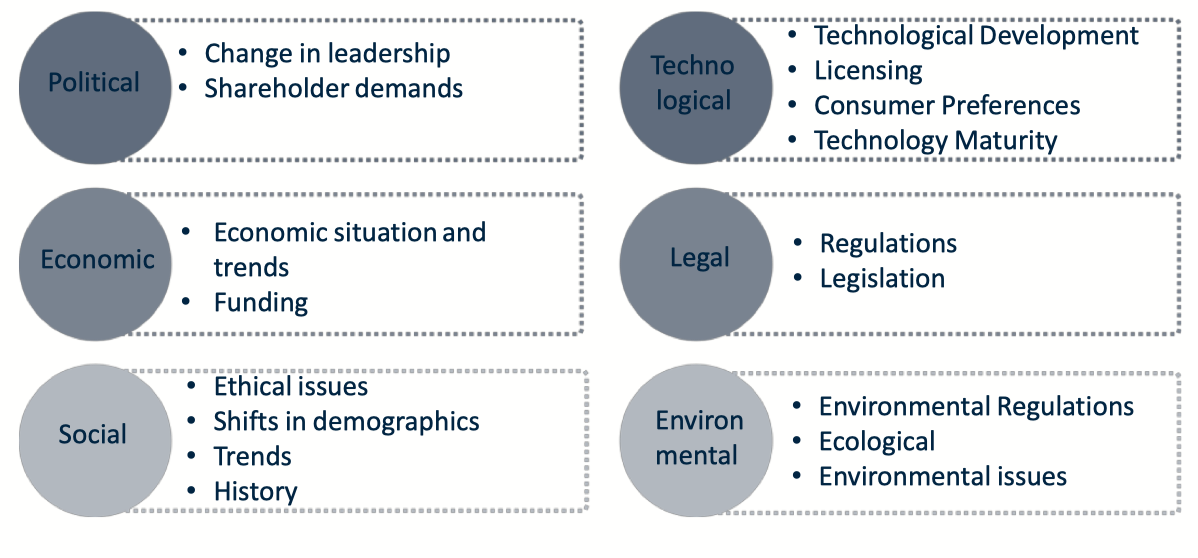 Political
• Change in leadership
• Shareholder demands
Techno
logical
• Technological Development
• Licensing
• Consumer Preferences
• Technology Maturity
Economic
• Economic situation and
trends
• Funding
Legal
• Regulations
• Legislation
Social
• Ethical issues
• Shifts in demographics
• Trends
• History
Environ
mental
• Environmental Regulations
• Ecological
• Environmental issues